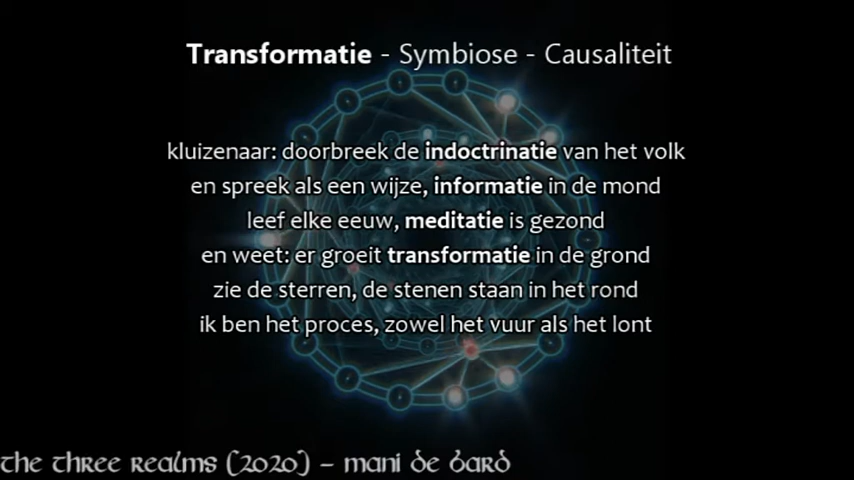 Transformatie - Symbiose - Causaliteit
kluizenaar: doorbreek de indoctrinatie van het volk
en spreek als een wijze, informatie in de mond
leef elke eeuw, meditatie is gezond
en weet: er groeit transformatie in de grond
zie de sterren, de stenen staan in het rond
ik ben het proces, zowel het vuur als het lont
the three realms (2020) - mani de bard